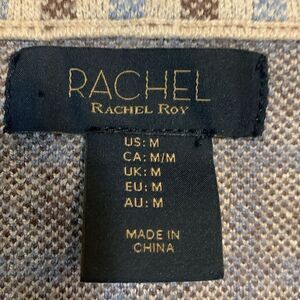 RACHEL
RACHEL ROY
US: M
CA: M/M
UK: M
EU: M
AU: M
MADE IN
CHINA